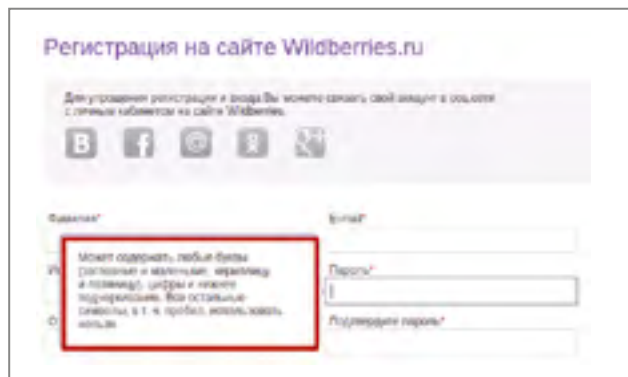 Регистрация на сайте Wildberries.ru
Для упрощения регистрации и входа Вы можете связать свой аккаунт в соц.сети
с личным кабинетом на сайте Wildberries.
Фамилия*
E-mail*
Может содержать любые буквы
(заглавные и маленькие, кириллицу
и латиницу), цифры и нижнее
подчеркивание. Все остальные
символы, в т. ч. пробел, использовать
нельзя
Пароль*
Подтвердите пароль*